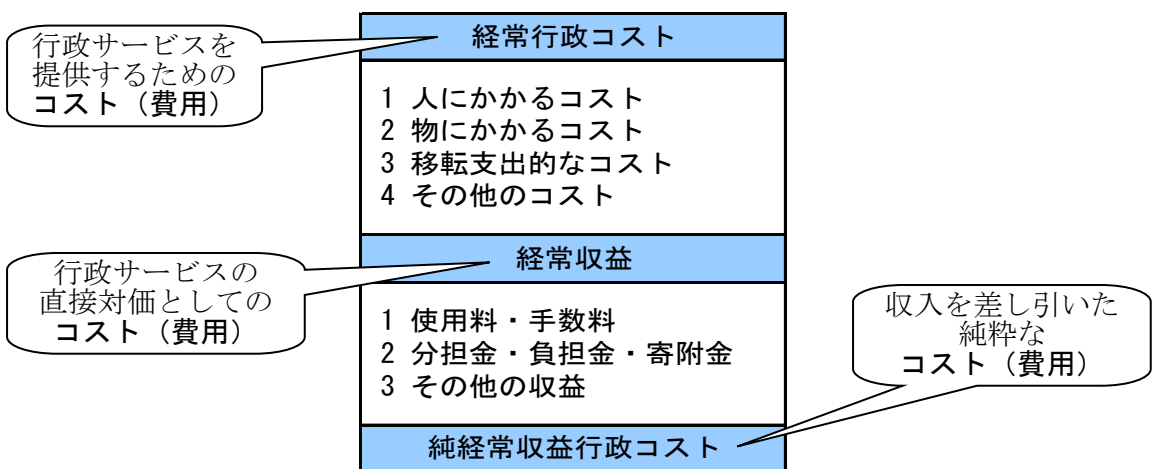 行政サービスを
提供するための
コスト（費用）
経常行政コスト
1 人にかかるコスト
2 物にかかるコスト
3 移転支出的なコスト
4 その他のコスト
行政サービスの
直接対価としての
コスト（費用）
経常収益
1 使用料・手数料
2 分担金・負担金・寄附金
3 その他の収益
収入を差し引いた
純粋な
コスト（費用）
純経常収益行政コスト